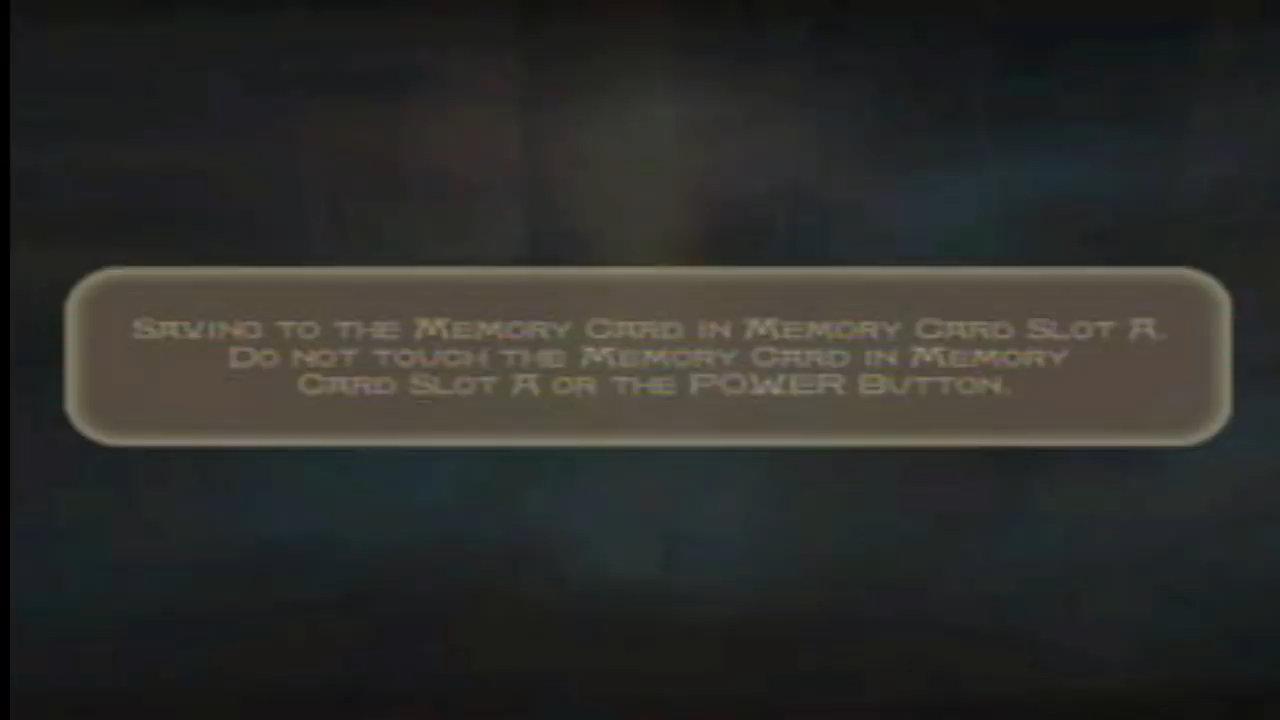 Saving to the Memory Card in Memory Card Slot A.
Do not touch the Memory Card in Memory
Card Slot A or the POWER Button.